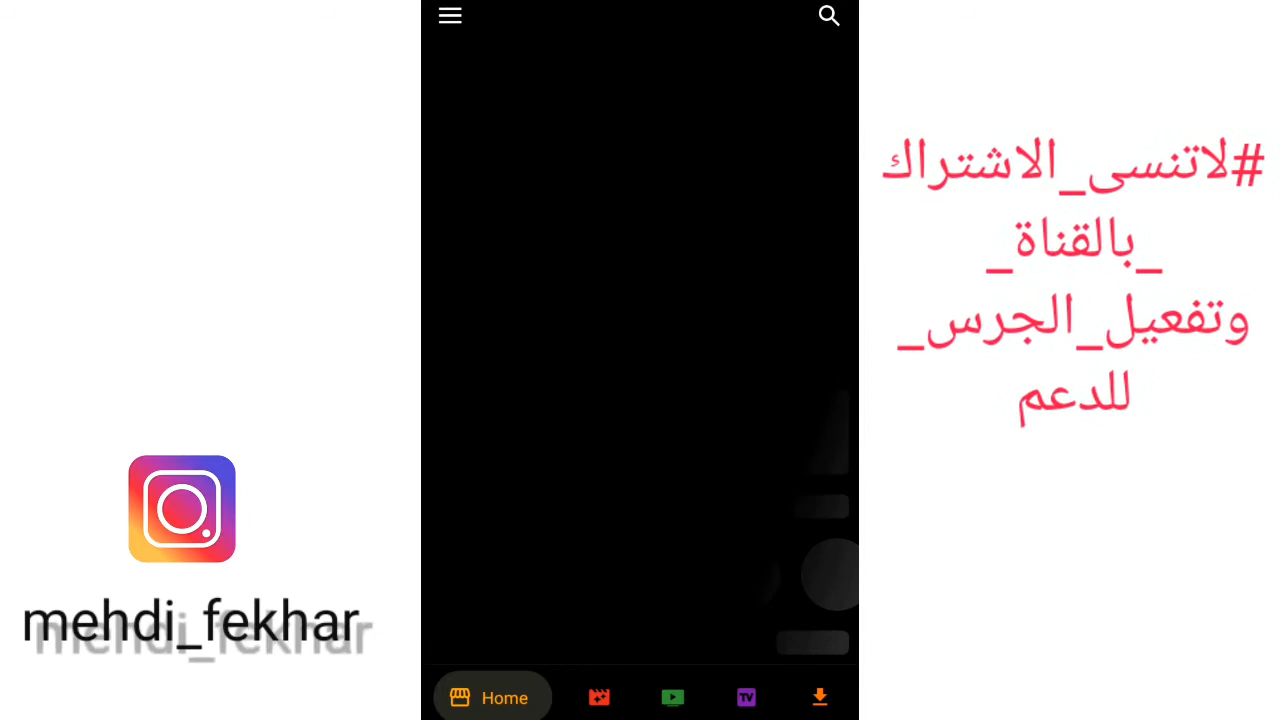 #لاتنسى_الاشتراك
_بالقناة_
وتفعيل_الجرس_
للدعم
mehdi_fekhar
Home
TV